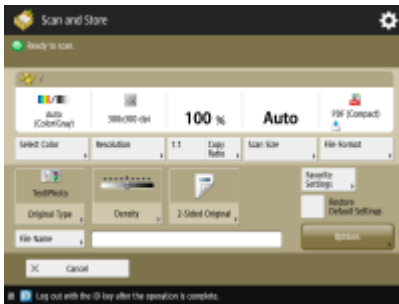 Scan and Store
Ready to scan.
Auto (Color/Gray)
300x300 dpi
100 %
Auto
PDF (Compact)
Select Color
Resolution
1:1 Copy Ratio
Scan Size
File Format
Text/Photo
Original Type
Density
2-Sided Original
Favorite Settings
Restore Default Settings
File Name
Options
Cancel
ID Log out with the ID key after the operation is complete.